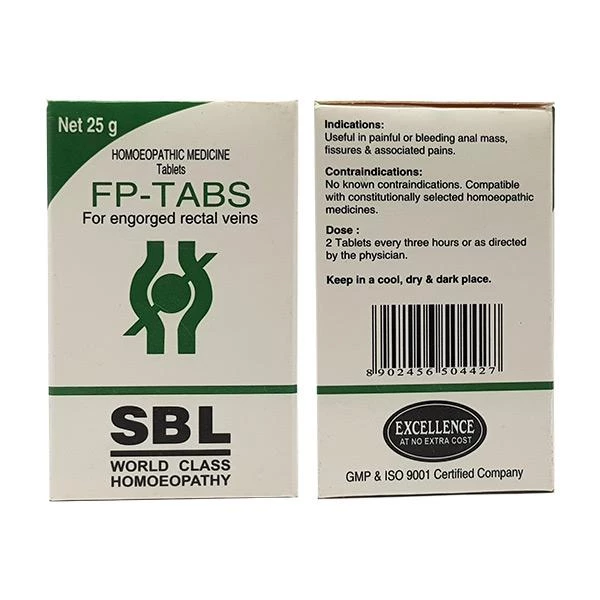 Net 25 g
HOMOEOPATHIC MEDICINE
Tablets
FP-TABS
For engorged rectal veins
SBL
WORLD CLASS
HOMOEOPATHY
Indications:
Useful in painful or bleeding anal mass,
fissures & associated pains.
Contraindications:
No known contraindications. Compatible
with constitutionally selected homoeopathic
medicines.
Dose :
2 Tablets every three hours or as directed
by the physician.
Keep in a cool, dry & dark place.
8 902456 504427
EXCELLENCE
AT NO EXTRA COST
GMP & ISO 9001 Certified Company